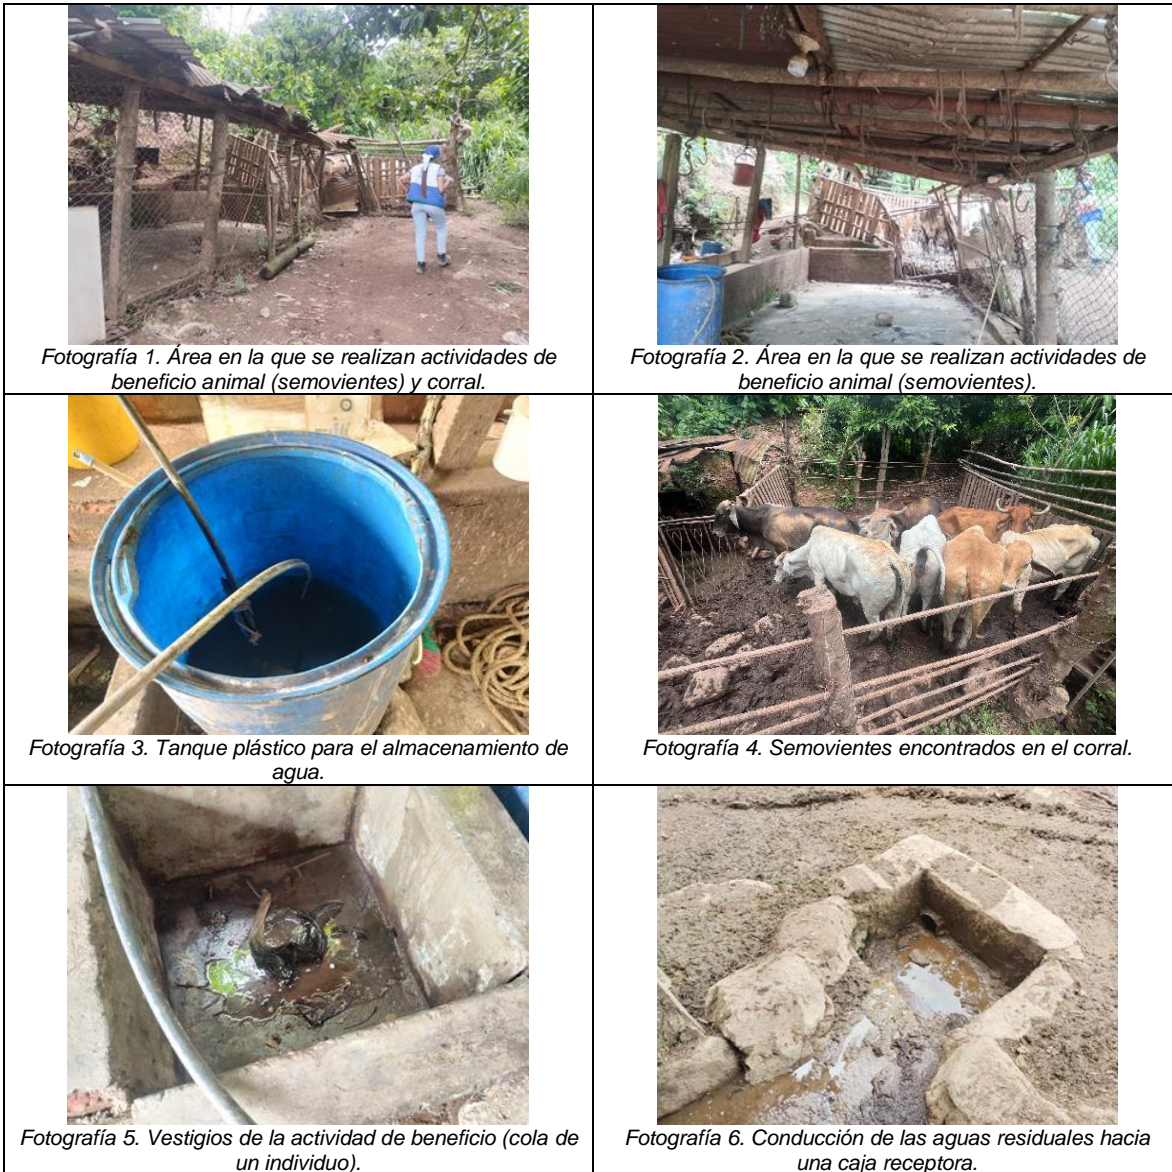 Fotografía 1. Área en la que se realizan actividades de
beneficio animal (semovientes) y corral.
Fotografía 2. Área en la que se realizan actividades de
beneficio animal (semovientes).
Fotografía 3. Tanque plástico para el almacenamiento de
agua.
Fotografía 4. Semovientes encontrados en el corral.
Fotografía 5. Vestigios de la actividad de beneficio (cola de
un individuo).
Fotografía 6. Conducción de las aguas residuales hacia
una caja receptora.